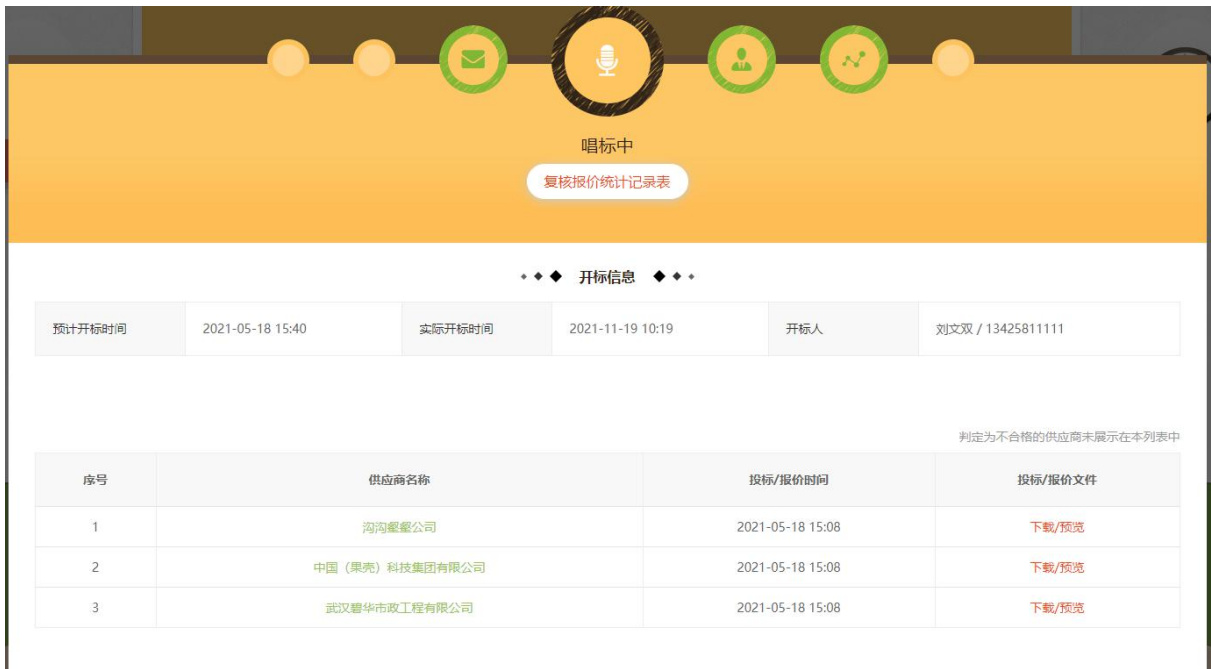 唱标中
复核报价统计记录表
开标信息
预计开标时间 2021-05-18 15:40 实际开标时间 2021-11-19 10:19 开标人 刘文双 / 13425811111
判定为不合格的供应商未展示在本列表中
序号 供应商名称 投标/报价时间 投标/报价文件
1 沟沟壑壑公司 2021-05-18 15:08 下载/预览
2 中国（果壳）科技集团有限公司 2021-05-18 15:08 下载/预览
3 武汉碧华市政工程有限公司 2021-05-18 15:08 下载/预览